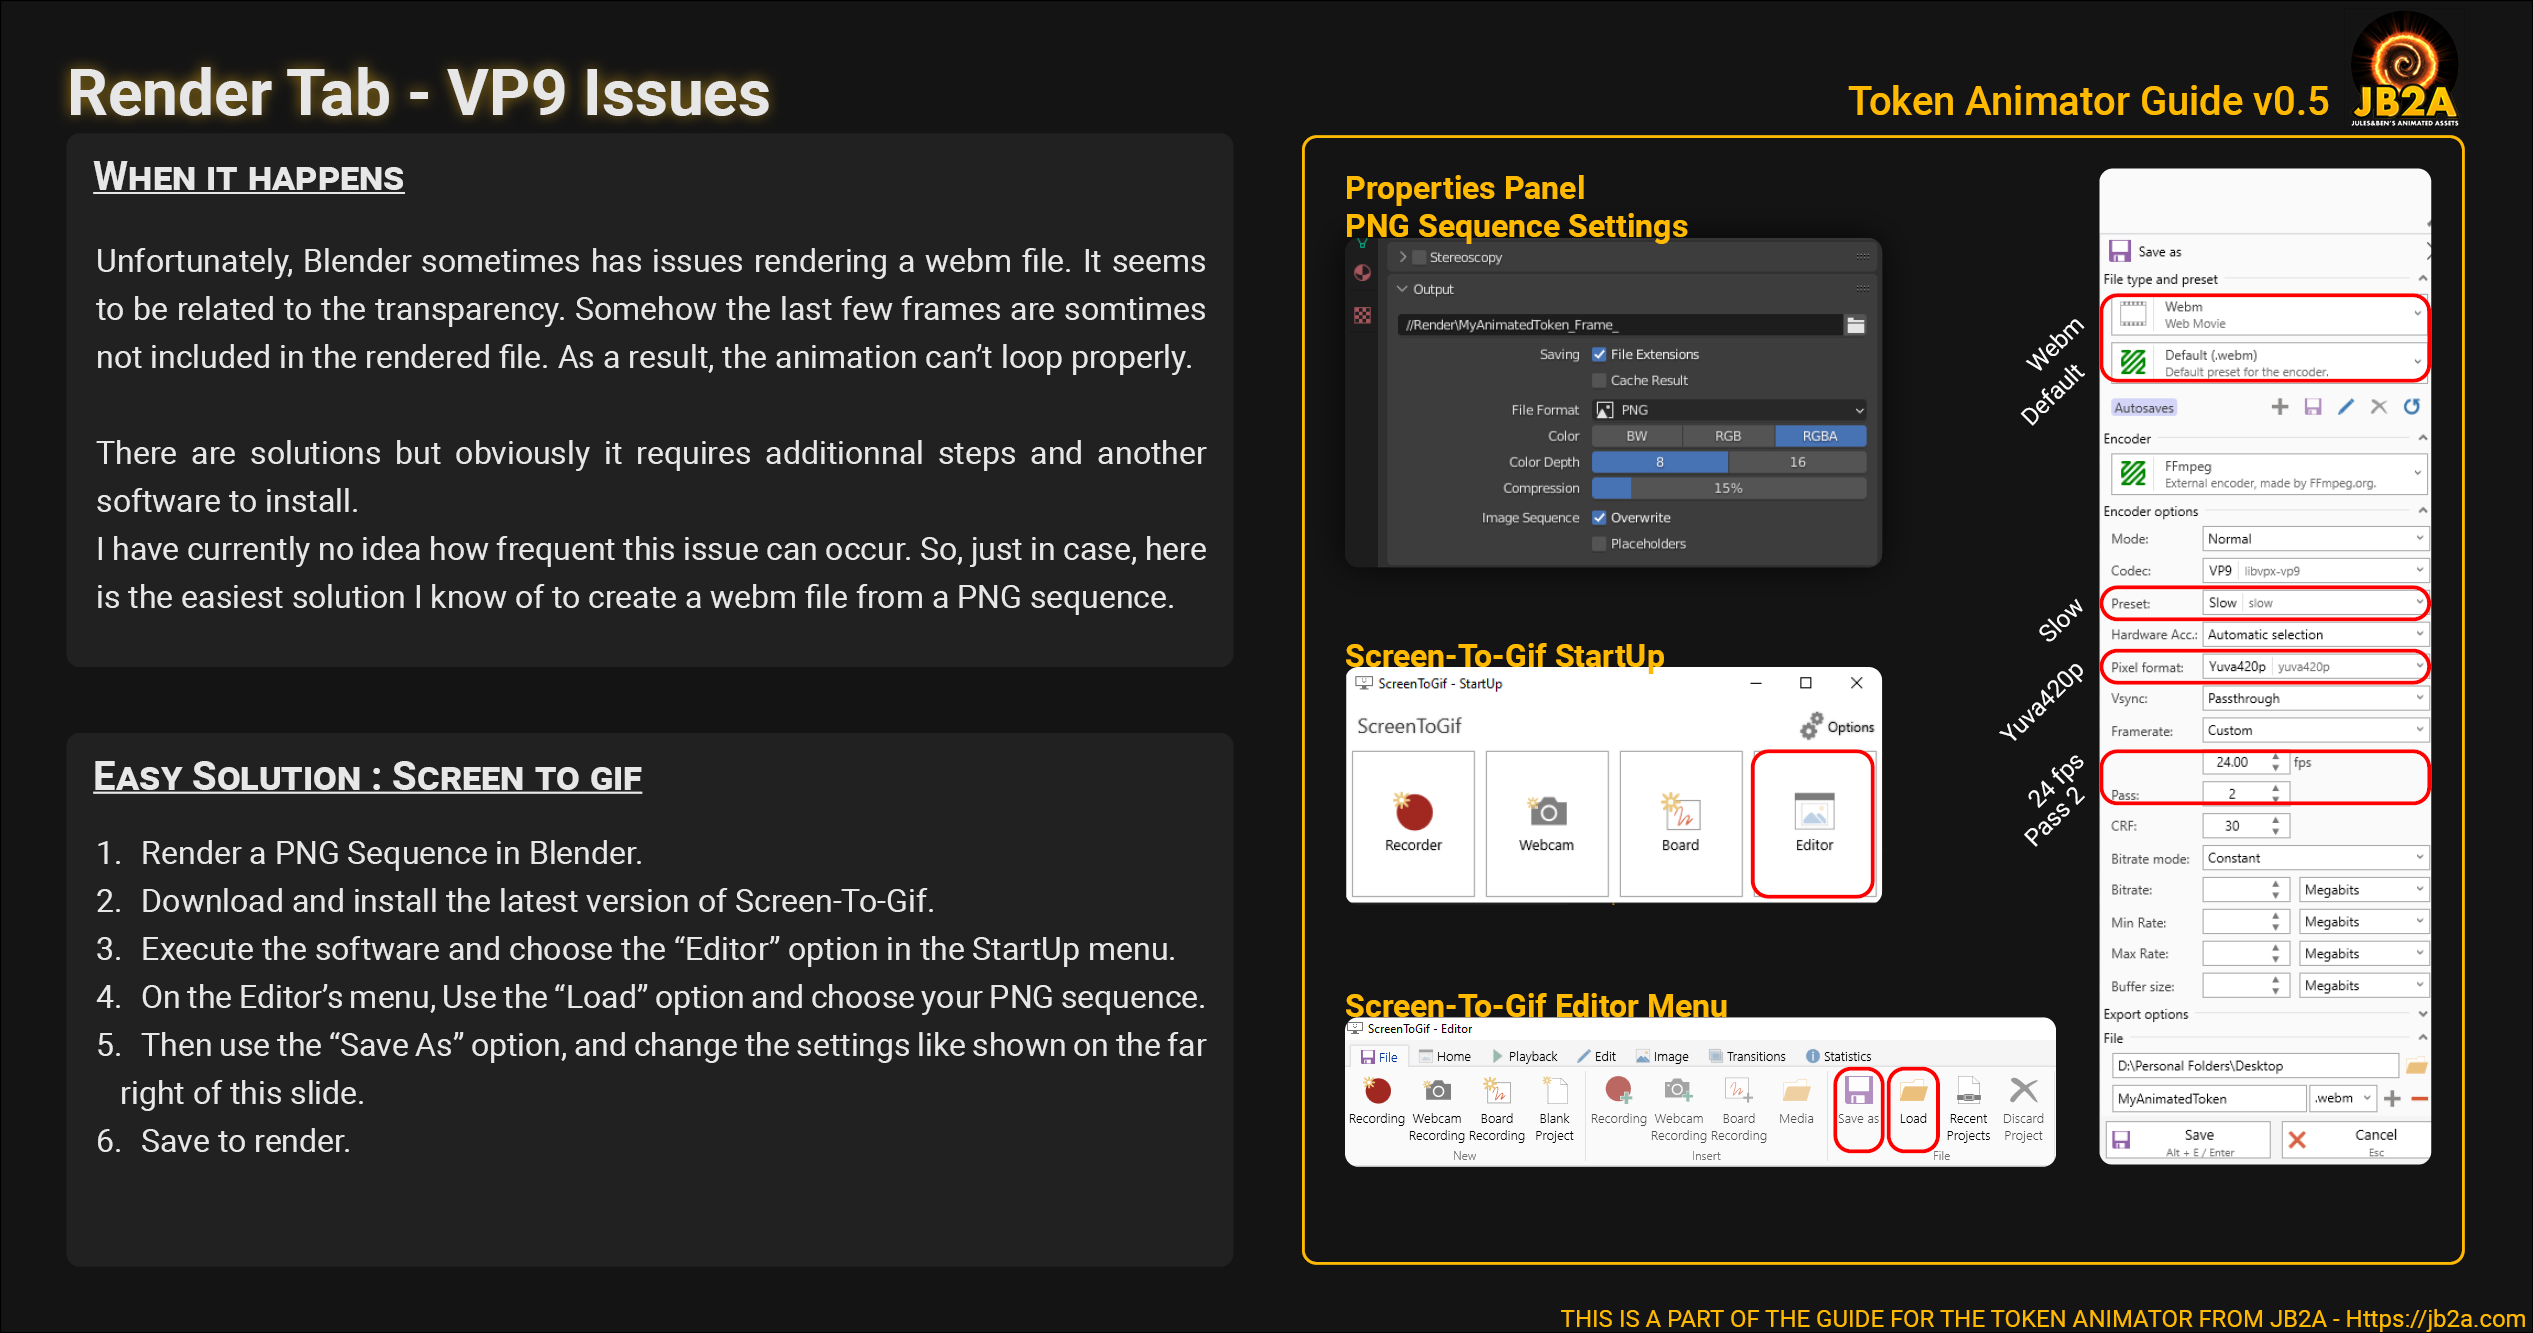 Render Tab - VP9 Issues
Token Animator Guide v0.5
JB2A
JULES&BEN'S ANIMATED ASSETS
WHEN IT HAPPENS
Unfortunately, Blender sometimes has issues rendering a webm file. It seems
to be related to the transparency. Somehow the last few frames are somtimes
not included in the rendered file. As a result, the animation can't loop properly.
There are solutions but obviously it requires additionnal steps and another
software to install.
I have currently no idea how frequent this issue can occur. So, just in case, here
is the easiest solution I know of to create a webm file from a PNG sequence.
EASY SOLUTION : SCREEN TO GIF
1. Render a PNG Sequence in Blender.
2. Download and install the latest version of Screen-To-Gif.
3. Execute the software and choose the “Editor” option in the StartUp menu.
4. On the Editor’s menu, Use the “Load” option and choose your PNG sequence.
5. Then use the “Save As” option, and change the settings like shown on the far
right of this slide.
6. Save to render.
Properties Panel
PNG Sequence Settings
Stereoscopy
Output
//Render\MyAnimatedToken_Frame_
Saving File Extensions
Cache Result
File Format PNG
Color BW RGB RGBA
Color Depth 8 16
Compression 15%
Image Sequence Overwrite
Placeholders
Screen-To-Gif StartUp
ScreenToGif - StartUp
ScreenToGif Options
Recorder Webcam Board Editor
Screen-To-Gif Editor Menu
ScreenToGif - Editor
File Home Playback Edit Image Transitions Statistics
Recording Webcam Recording Board Recording Blank Project Recording Webcam Recording Board Recording Media Save as Load Recent Projects Discard Project
New Insert File
Webm
Default
Slow
Yuva420p
24 fps
Pass 2
Save as
File type and preset
Webm
Web Movie
Default (.webm)
Default preset for the encoder.
Autosaves
Encoder
FFmpeg
External encoder, made by FFmpeg.org.
Encoder options
Mode: Normal
Codec: VP9 libvpx-vp9
Preset: Slow slow
Hardware Acc.: Automatic selection
Pixel format: Yuva420p yuva420p
Vsync: Passthrough
Framerate: Custom
24.00 fps
Pass: 2
CRF: 30
Bitrate mode: Constant
Bitrate: Megabits
Min Rate: Megabits
Max Rate: Megabits
Buffer size: Megabits
Export options
File
D:\Personal Folders\Desktop
MyAnimatedToken .webm
Save Cancel
Alt + E / Enter Esc
THIS IS A PART OF THE GUIDE FOR THE TOKEN ANIMATOR FROM JB2A - Https://jb2a.com